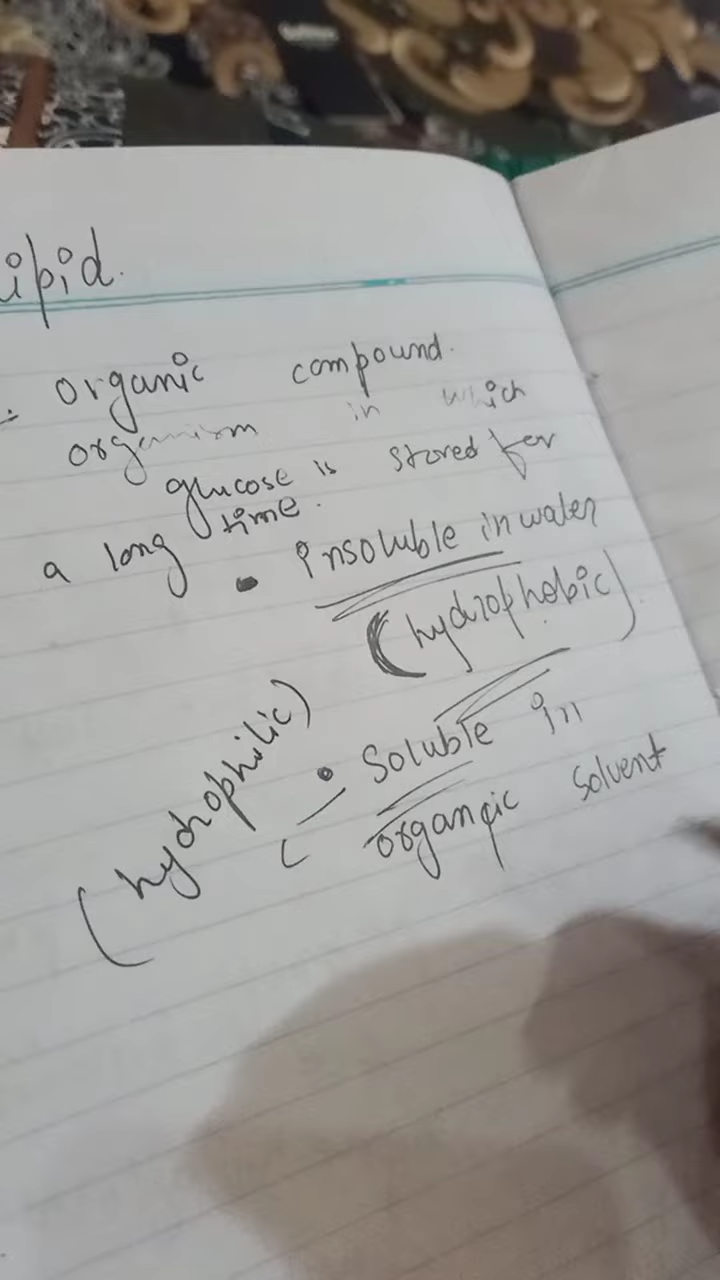 ipid.
: organic compound.
organism in which
glucose is stored for
a long time.
• insoluble in water
(hydrophobic)
• Soluble in
organic solvent
(hydrophilic)